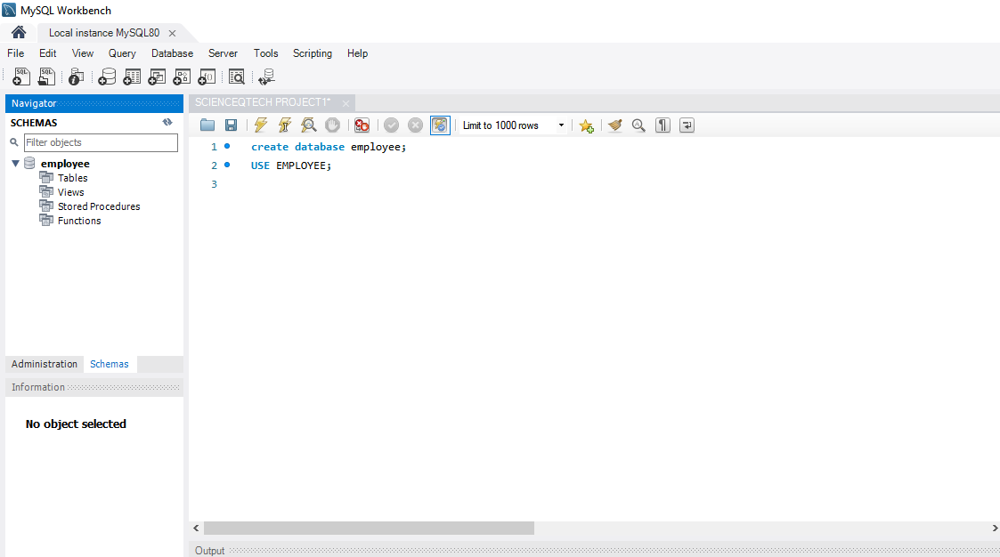 MySQL Workbench
Local instance MySQL80
File Edit View Query Database Server Tools Scripting Help
Navigator
SCHEMAS
Filter objects
employee
Tables
Views
Stored Procedures
Functions
Administration Schemas
Information
No object selected
SCIENCEQTECH PROJECT1*
Limit to 1000 rows
1 create database employee;
2 USE EMPLOYEE;
3
Output